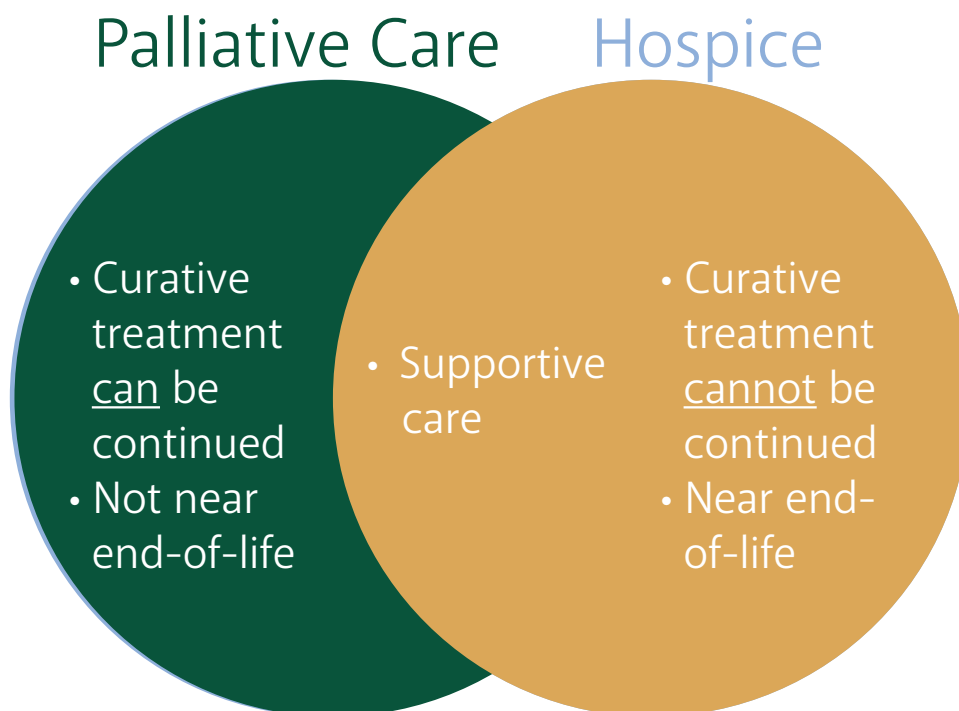 Palliative Care
Hospice
• Curative
treatment
can be
continued
• Not near
end-of-life
• Supportive
care
• Curative
treatment
cannot be
continued
• Near end-
of-life